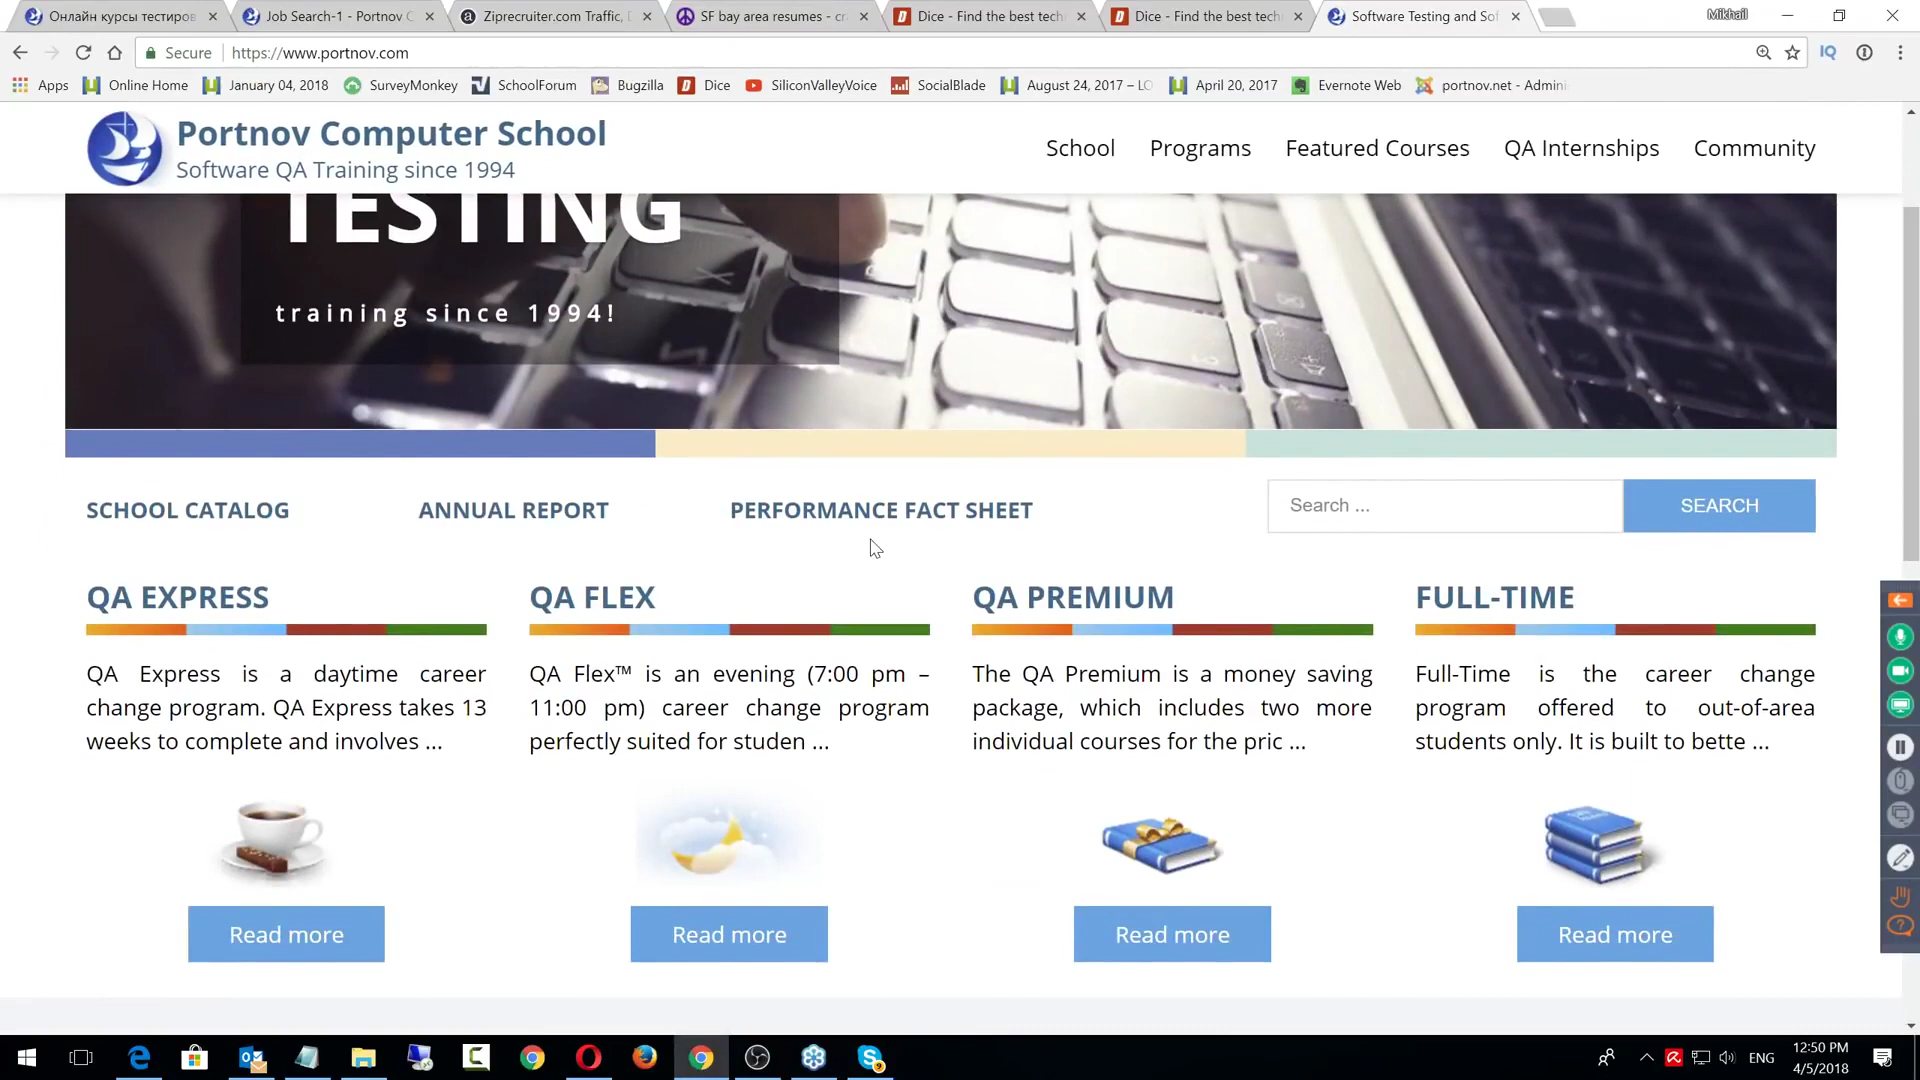 Онлайн курсы тестиров
Job Search-1 - Portnov C
Ziprecruiter.com Traffic, D
SF bay area resumes - cr
Dice - Find the best tech
Dice - Find the best tech
Software Testing and Sof
Mikhail
Secure
https://www.portnov.com
Apps
Online Home
January 04, 2018
SurveyMonkey
SchoolForum
Bugzilla
Dice
SiliconValleyVoice
SocialBlade
August 24, 2017 – LO
April 20, 2017
Evernote Web
portnov.net - Admini
Portnov Computer School
Software QA Training since 1994
School
Programs
Featured Courses
QA Internships
Community
TESTING
training since 1994!
SCHOOL CATALOG
ANNUAL REPORT
PERFORMANCE FACT SHEET
Search ...
SEARCH
QA EXPRESS
QA Express is a daytime career
change program. QA Express takes 13
weeks to complete and involves ...
Read more
QA FLEX
QA Flex™ is an evening (7:00 pm –
11:00 pm) career change program
perfectly suited for studen ...
Read more
QA PREMIUM
The QA Premium is a money saving
package, which includes two more
individual courses for the pric ...
Read more
FULL-TIME
Full-Time is the career change
program offered to out-of-area
students only. It is built to bette ...
Read more
ENG
12:50 PM
4/5/2018